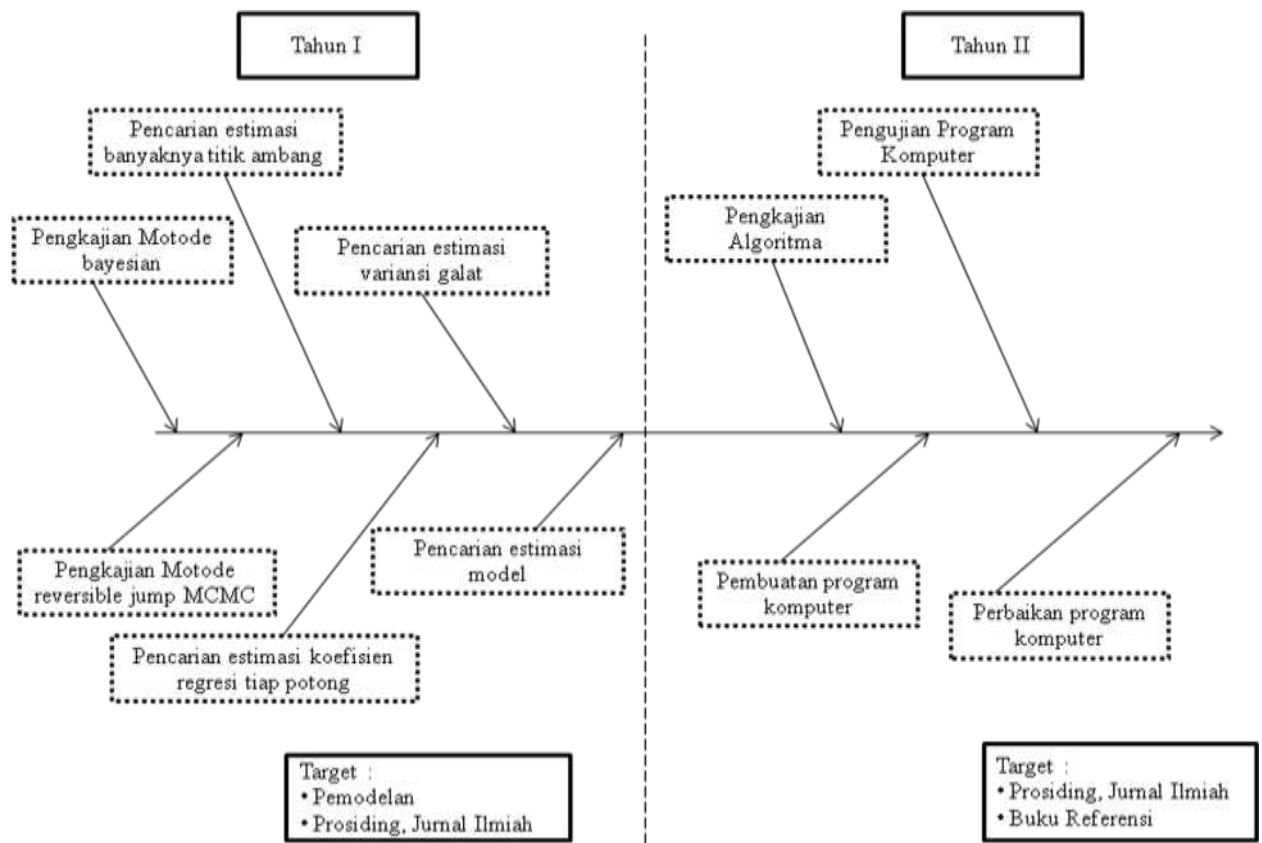 Tahun I
Tahun II
Pencarian estimasi
banyaknya titik ambang
Pengkajian Motode
bayesian
Pencarian estimasi
variansi galat
Pengujian Program
Komputer
Pengkajian
Algoritma
Pengkajian Motode
reversible jump MCMC
Pencarian estimasi koefisien
regresi tiap potong
Pencarian estimasi
model
Pembuatan program
komputer
Perbaikan program
komputer
Target :
• Pemodelan
• Prosiding, Jurnal Ilmiah
Target :
• Prosiding, Jurnal Ilmiah
• Buku Referensi